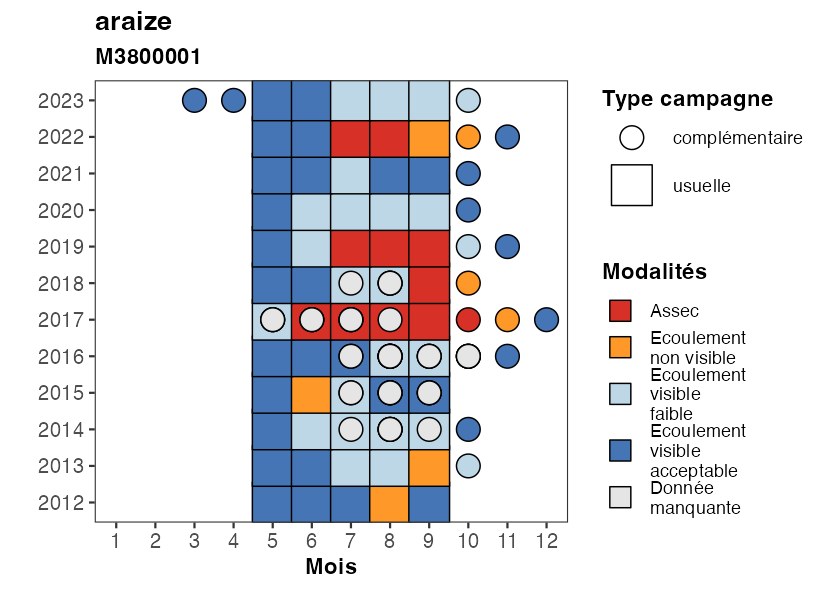 araize
M3800001
2023
2022
2021
2020
2019
2018
2017
2016
2015
2014
2013
2012
1 2 3 4 5 6 7 8 9 10 11 12
Mois
Type campagne
complémentaire
usuelle
Modalités
Assec
Ecoulement
non visible
Ecoulement
visible
faible
Ecoulement
visible
acceptable
Donnée
manquante